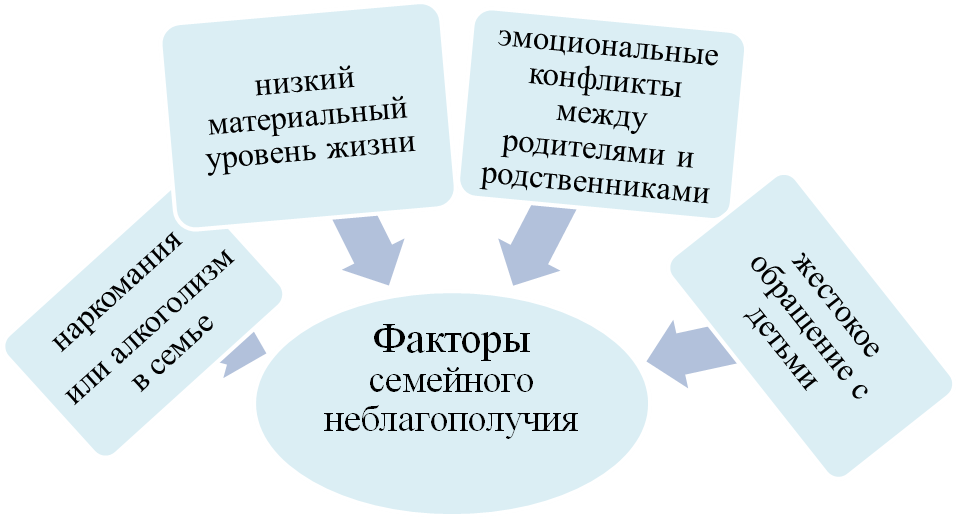 наркомания
или алкоголизм
в семье
низкий
материальный
уровень жизни
эмоциональные
конфликты
между
родителями и
родственниками
жестокое
обращение с
детьми
Факторы
семейного
неблагополучия